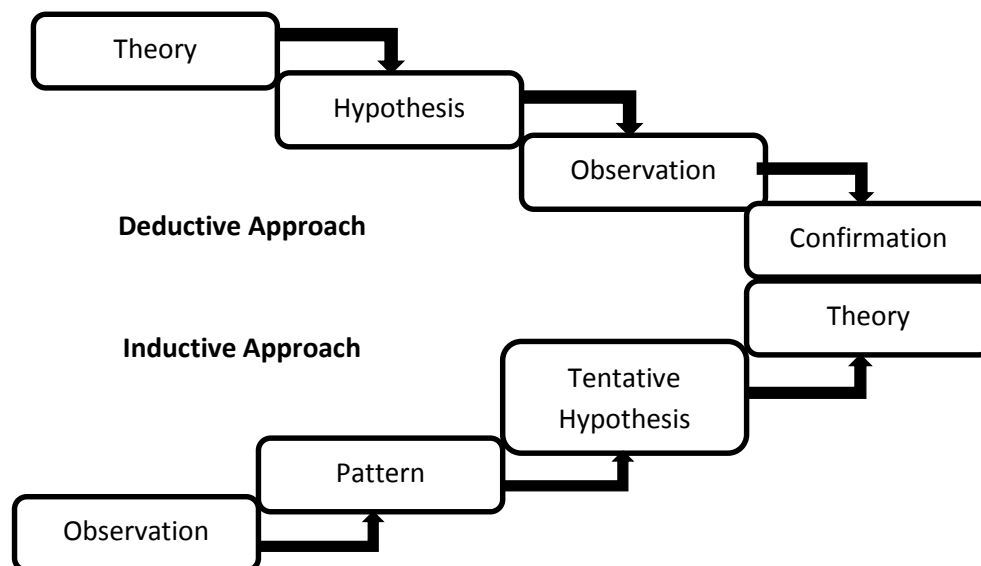 Theory
Hypothesis
Observation
Deductive Approach
Confirmation
Theory
Inductive Approach
Tentative
Hypothesis
Pattern
Observation